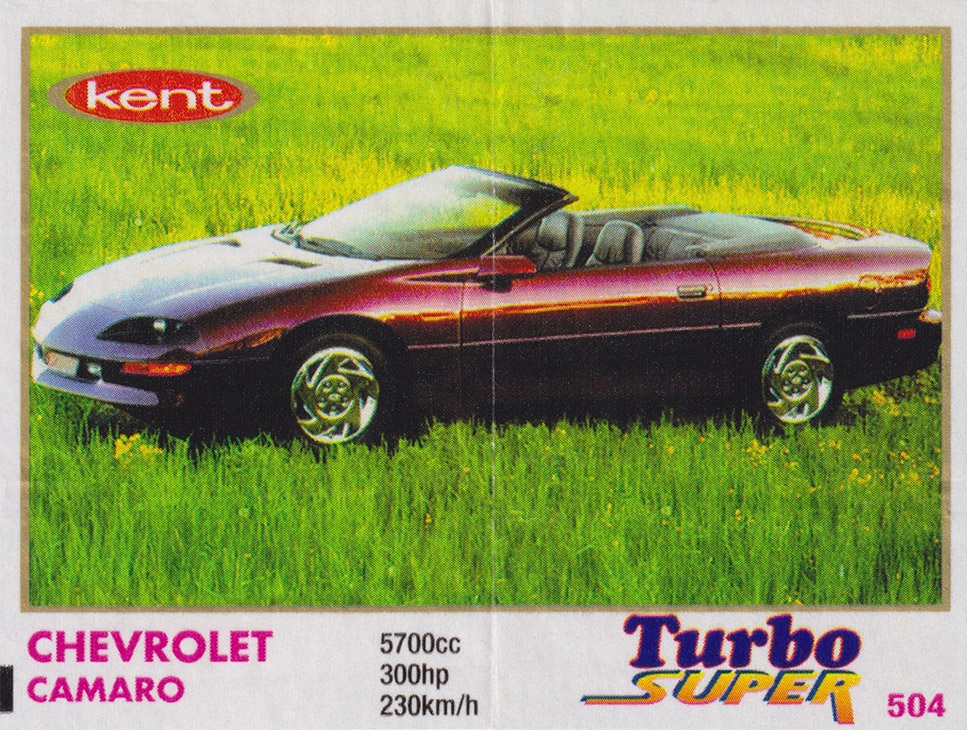 kent
CHEVROLET
CAMARO
5700cc
300hp
230km/h
Turbo
SUPER
504